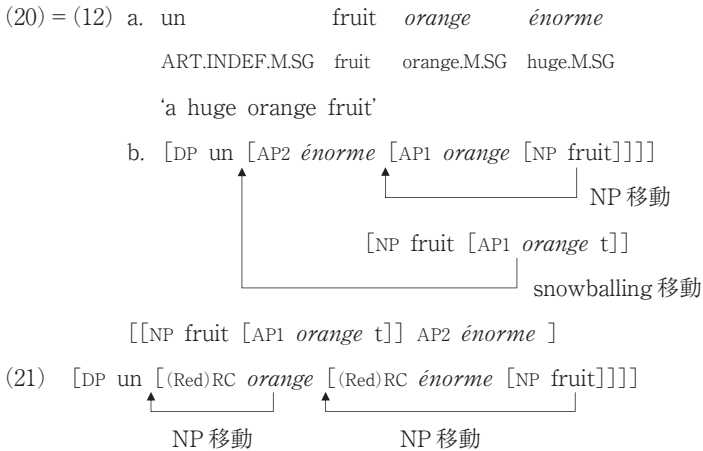 (20) = (12) a. un fruit orange énorme
ART.INDEF.M.SG fruit orange.M.SG huge.M.SG
‘a huge orange fruit’
b. [DP un [AP2 énorme [AP1 orange [NP fruit]]]]
NP 移動
[NP fruit [AP1 orange t]]
snowballing 移動
[[NP fruit [AP1 orange t]] AP2 énorme ]
(21) [DP un [(Red)RC orange [(Red)RC énorme [NP fruit]]]]
NP 移動 NP 移動